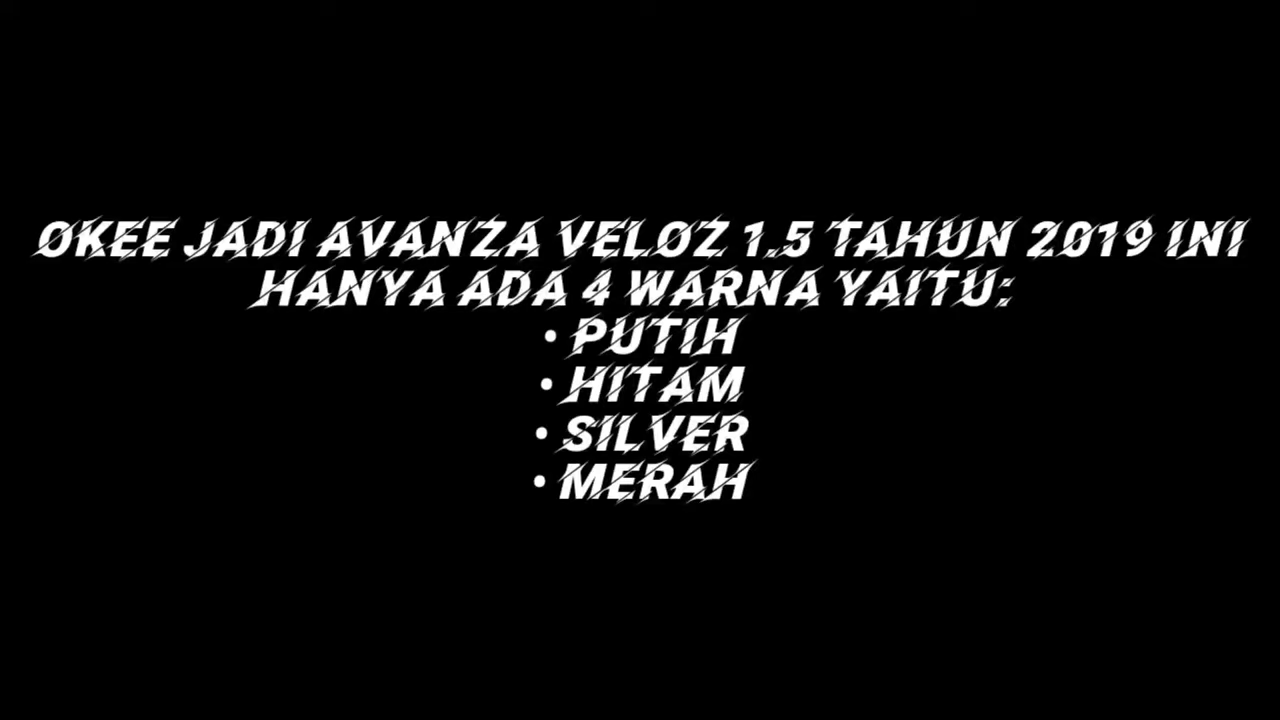 OKEE JADI AVANZA VELOZ 1.5 TAHUN 2019 INI
HANYA ADA 4 WARNA YAITU:
• PUTIH
• HITAM
• SILVER
• MERAH